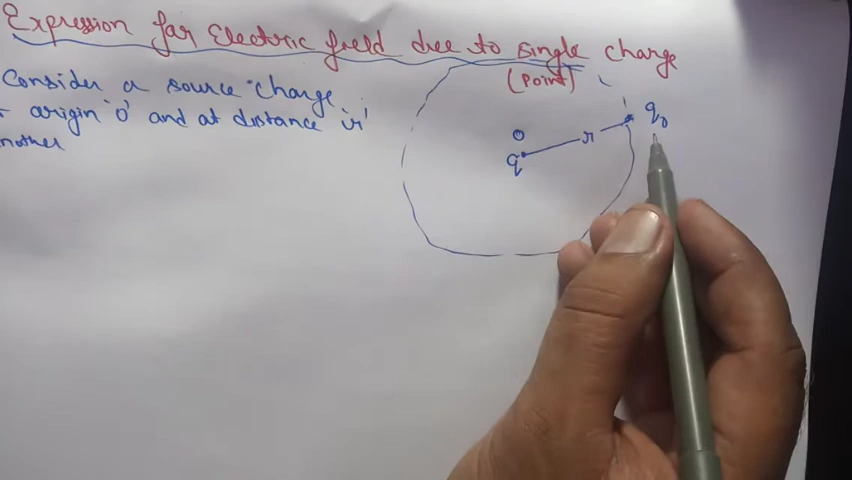 Expression for Electric field due to single charge
(Point)
Consider a source charge
origin 'O' and at distance 'r'
nother
O
q
r
q₀